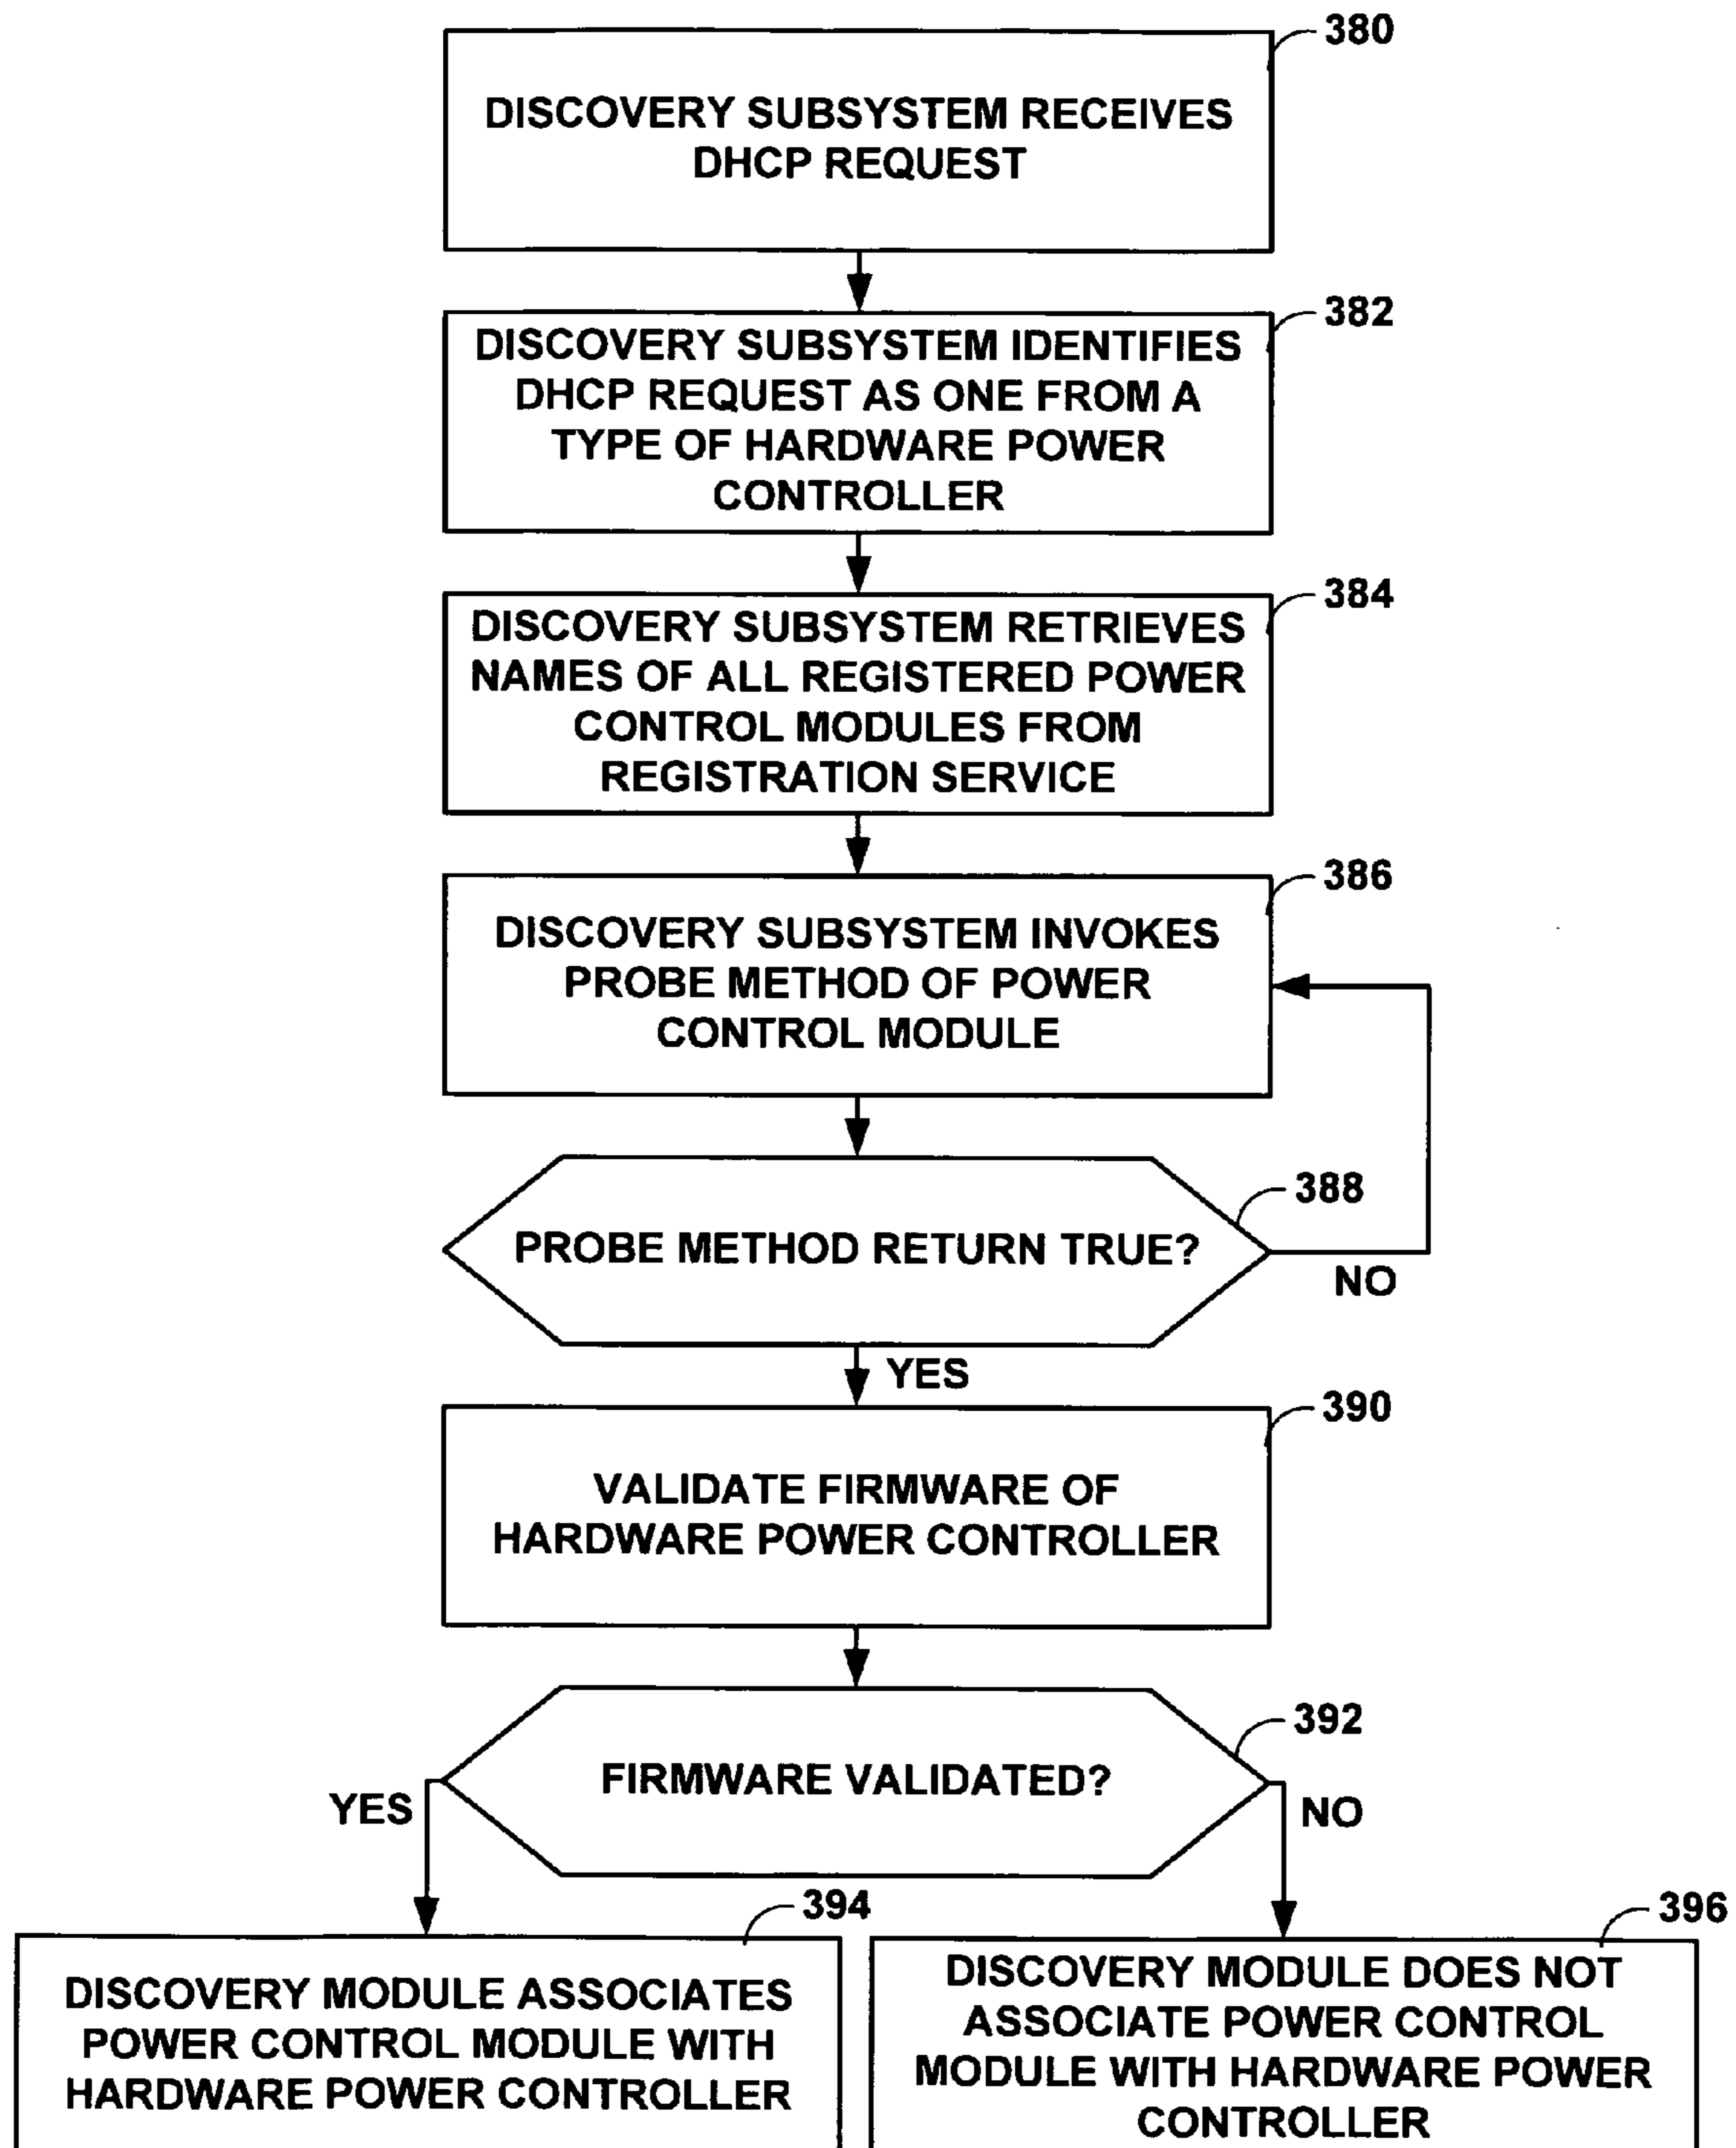 380
DISCOVERY SUBSYSTEM RECEIVES
DHCP REQUEST
382
DISCOVERY SUBSYSTEM IDENTIFIES
DHCP REQUEST AS ONE FROM A
TYPE OF HARDWARE POWER
CONTROLLER
384
DISCOVERY SUBSYSTEM RETRIEVES
NAMES OF ALL REGISTERED POWER
CONTROL MODULES FROM
REGISTRATION SERVICE
386
DISCOVERY SUBSYSTEM INVOKES
PROBE METHOD OF POWER
CONTROL MODULE
388
PROBE METHOD RETURN TRUE?
NO
YES
390
VALIDATE FIRMWARE OF
HARDWARE POWER CONTROLLER
392
FIRMWARE VALIDATED?
YES
NO
394
DISCOVERY MODULE ASSOCIATES
POWER CONTROL MODULE WITH
HARDWARE POWER CONTROLLER
396
DISCOVERY MODULE DOES NOT
ASSOCIATE POWER CONTROL
MODULE WITH HARDWARE POWER
CONTROLLER